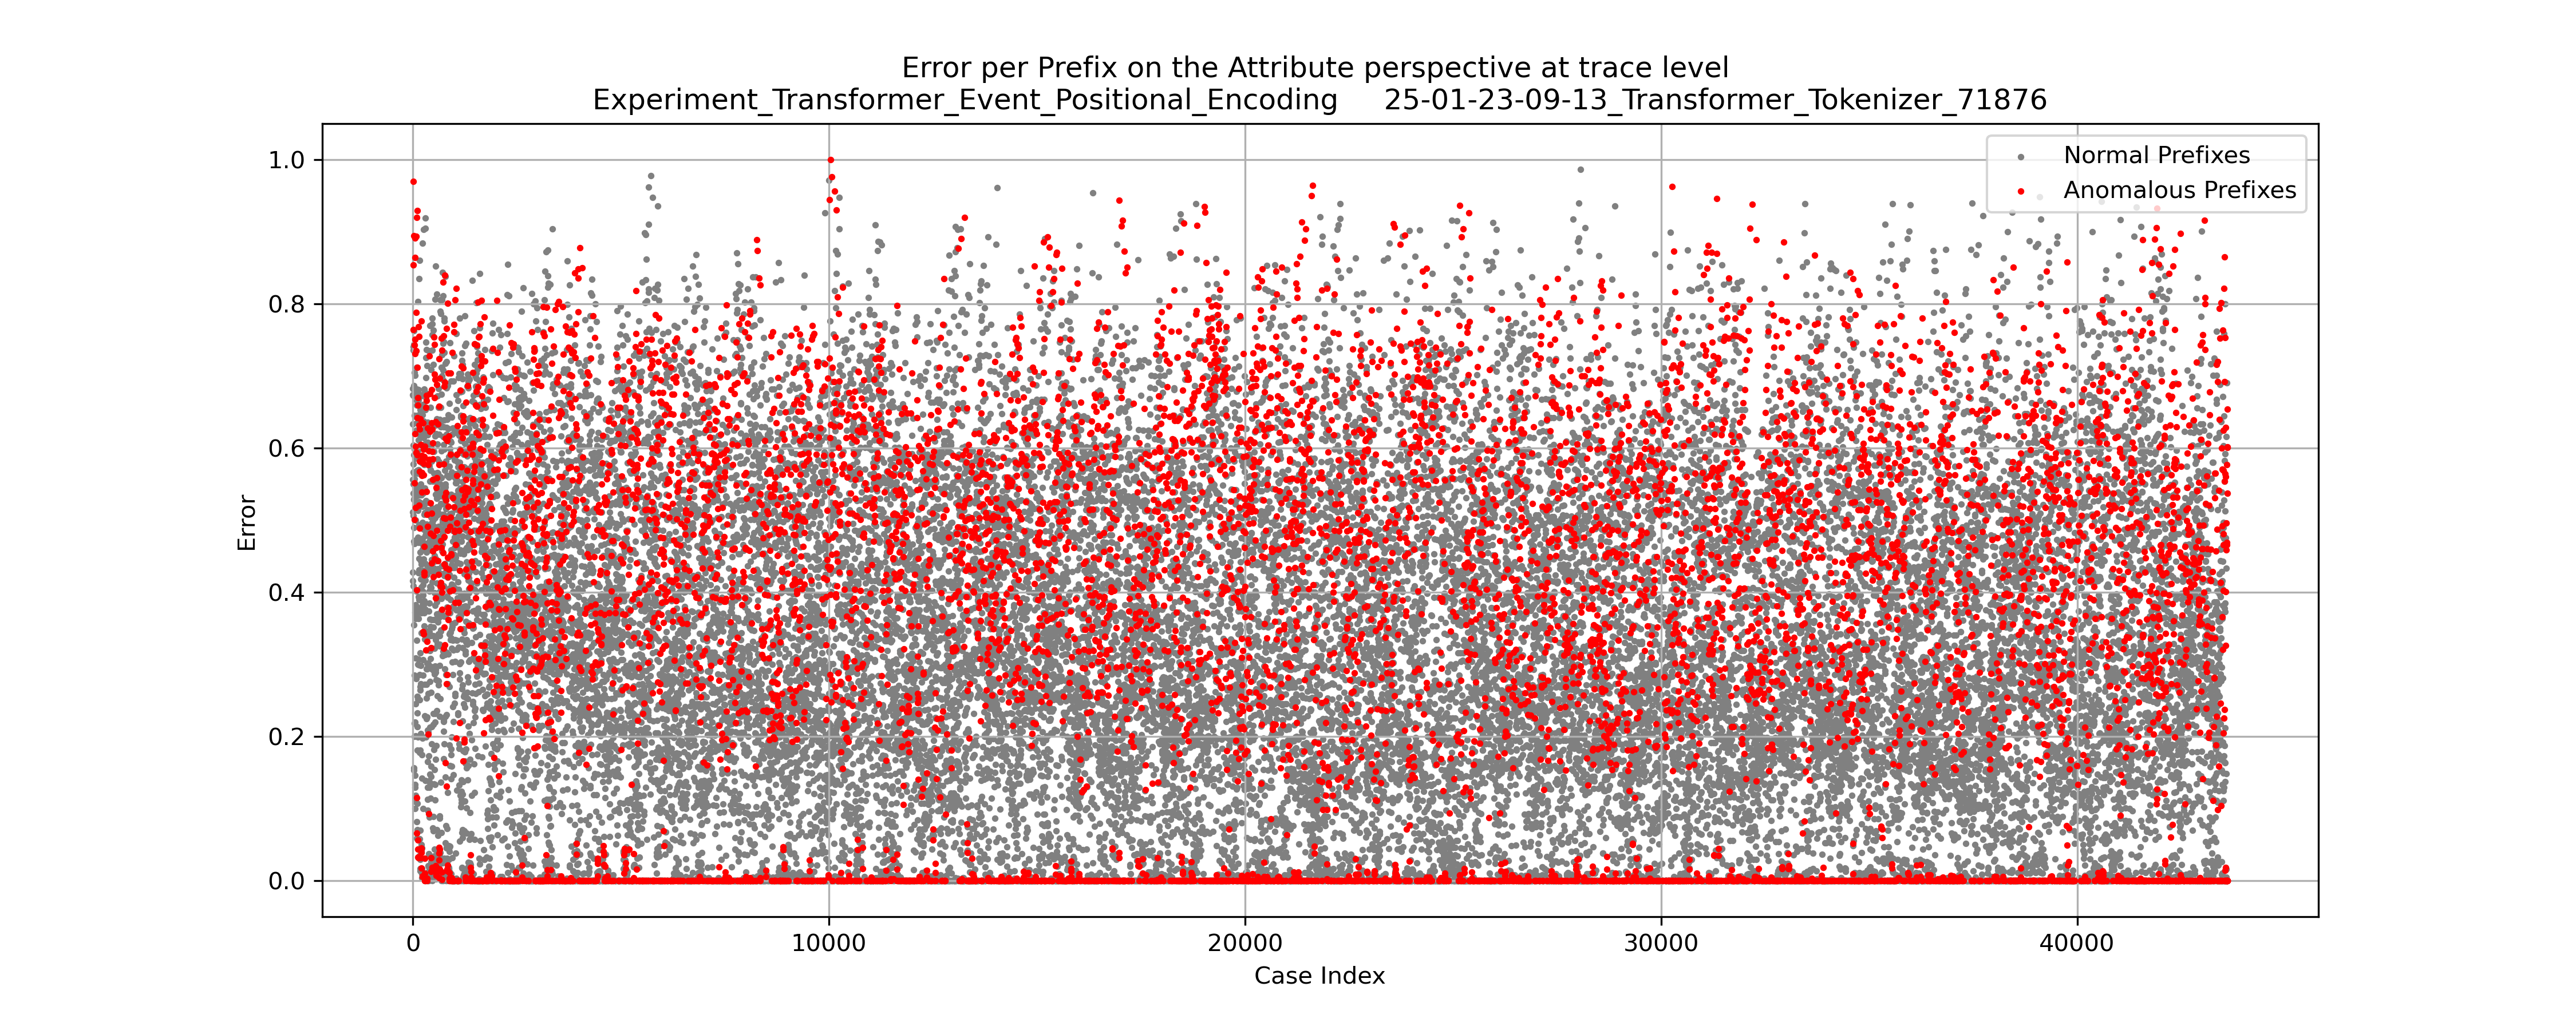 Error per Prefix on the Attribute perspective at trace level
Experiment_Transformer_Event_Positional_Encoding     25-01-23-09-13_Transformer_Tokenizer_71876
Normal Prefixes
Anomalous Prefixes
1.0
0.8
0.6
0.4
0.2
0.0
Error
0 10000 20000 30000 40000
Case Index